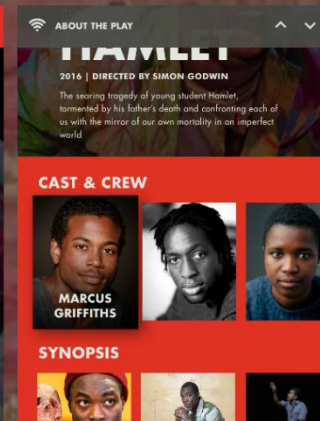 ABOUT THE PLAY
HAMLET
2016 | DIRECTED BY SIMON GODWIN
The searing tragedy of young student Hamlet,
tormented by his father's death and confronting each of
us with the mirror of our own mortality in an imperfect
world
CAST & CREW
MARCUS
GRIFFITHS
SYNOPSIS